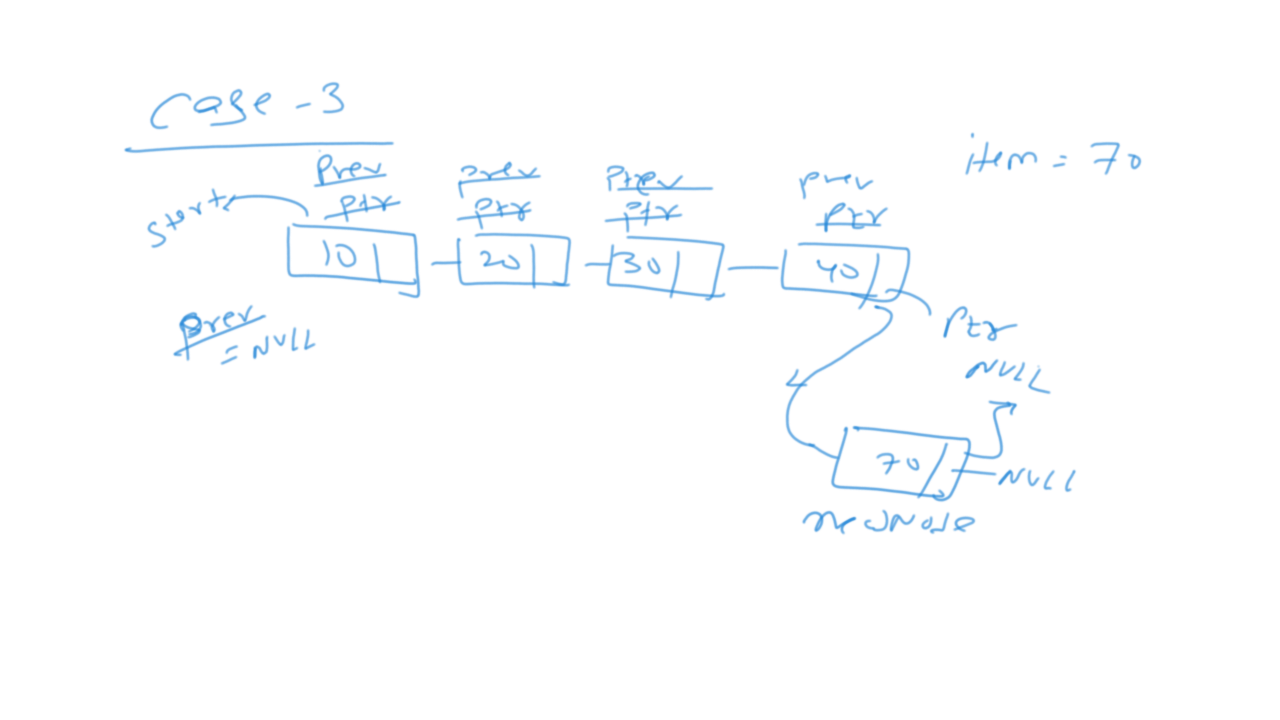 Case - 3
item = 70
Prev prev Prev prev
Start ptr ptr ptr ptr
10 20 30 40
Prev
= NULL
ptr
NULL
70 NULL
newNode